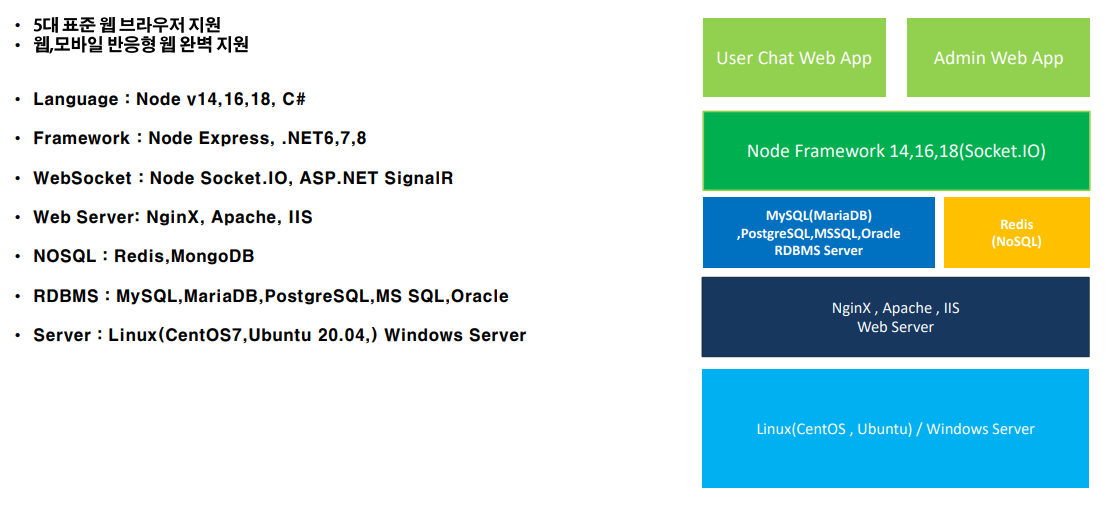 • 5대 표준 웹 브라우저 지원
• 웹,모바일 반응형 웹 완벽 지원
• Language : Node v14,16,18, C#
• Framework : Node Express, .NET6,7,8
• WebSocket : Node Socket.IO, ASP.NET SignalR
• Web Server: NginX, Apache, IIS
• NOSQL : Redis,MongoDB
• RDBMS : MySQL,MariaDB,PostgreSQL,MS SQL,Oracle
• Server : Linux(CentOS7,Ubuntu 20.04,) Windows Server
User Chat Web App
Admin Web App
Node Framework 14,16,18(Socket.IO)
MySQL(MariaDB)
,PostgreSQL,MSSQL,Oracle
RDBMS Server
Redis
(NoSQL)
NginX , Apache , IIS
Web Server
Linux(CentOS , Ubuntu) / Windows Server